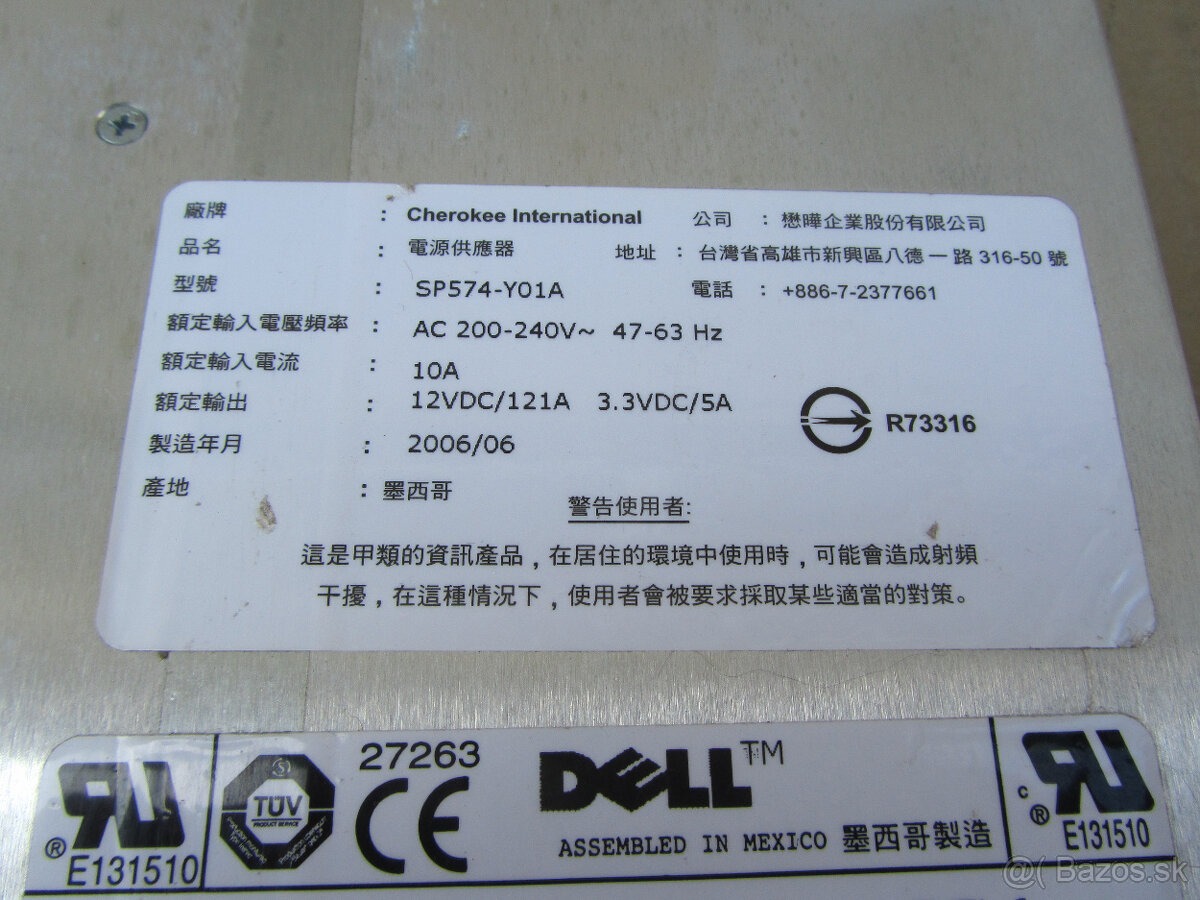 廠牌 : Cherokee International 公司 : 懋曄企業股份有限公司
品名 : 電源供應器 地址 : 台灣省高雄市新興區八德一路 316-50 號
型號 : SP574-Y01A 電話 : +886-7-2377661
額定輸入電壓頻率 : AC 200-240V~ 47-63 Hz
額定輸入電流 : 10A
額定輸出 : 12VDC/121A 3.3VDC/5A
R73316
製造年月 : 2006/06
產地 : 墨西哥
警告使用者:
這是甲類的資訊產品，在居住的環境中使用時，可能會造成射頻
干擾，在這種情況下，使用者會被要求採取某些適當的對策。
RU ® E131510
TÜV PRODUCT SERVICE
27263
CE
DELL™
ASSEMBLED IN MEXICO 墨西哥製造
c RU ® E131510
@( Bazos.sk